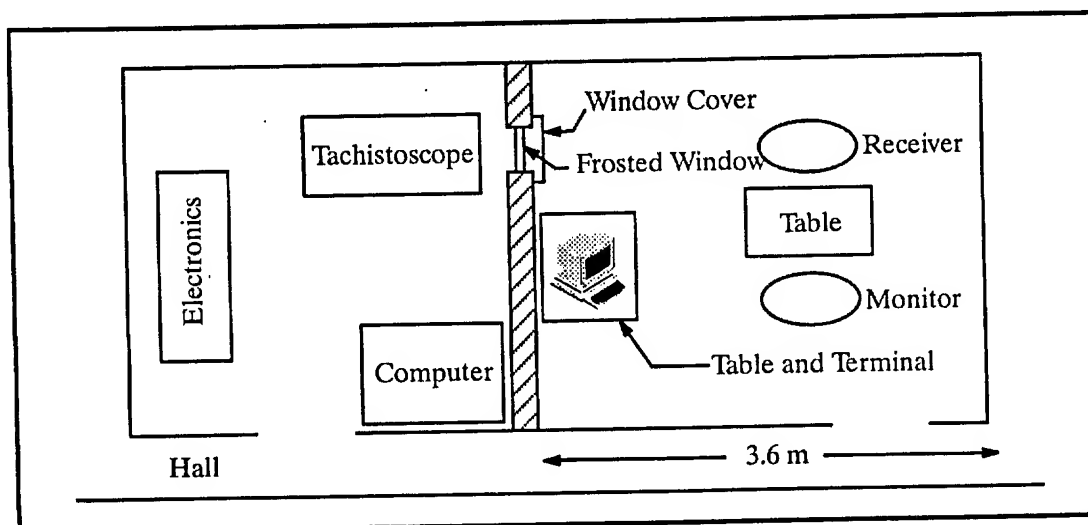 Window Cover
Tachistoscope
Frosted Window
Receiver
Electronics
Table
Monitor
Computer
Table and Terminal
Hall
3.6 m